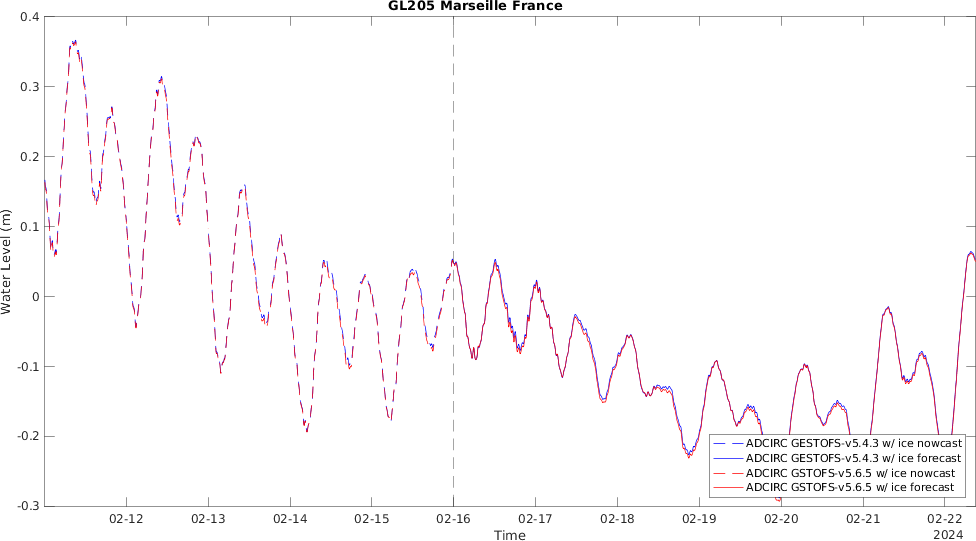 GL205 Marseille France
0.4
0.3
0.2
0.1
0
-0.1
-0.2
-0.3
Water Level (m)
ADCIRC GESTOFS-v5.4.3 w/ ice nowcast
ADCIRC GESTOFS-v5.4.3 w/ ice forecast
ADCIRC GSTOFS-v5.6.5 w/ ice nowcast
ADCIRC GSTOFS-v5.6.5 w/ ice forecast
02-12 02-13 02-14 02-15 02-16 02-17 02-18 02-19 02-20 02-21 02-22
Time 2024